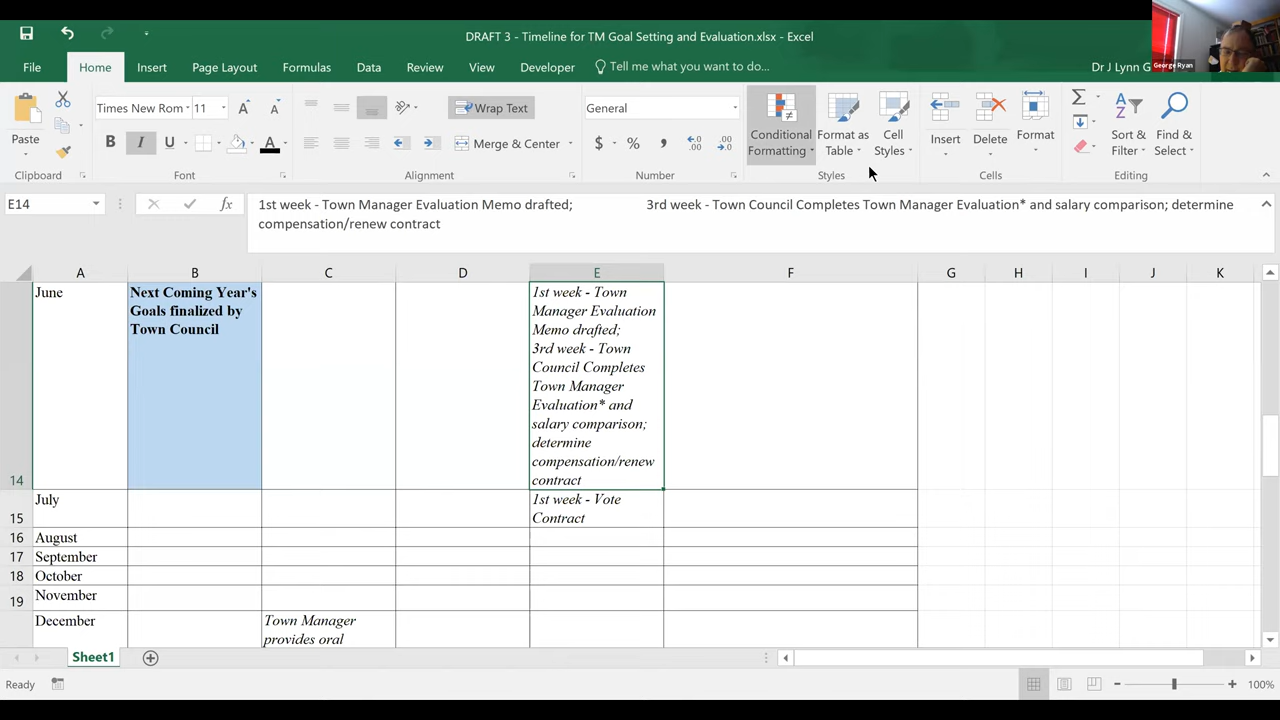 DRAFT 3 - Timeline for TM Goal Setting and Evaluation.xlsx - Excel
George Ryan
File Home Insert Page Layout Formulas Data Review View Developer Tell me what you want to do... Dr J Lynn G
Paste
Clipboard
Times New Rom 11
A A
B I U A
Font
Wrap Text
Merge & Center
Alignment
General
$ % , .00
Number
Conditional Formatting
Format as Table
Cell Styles
Styles
Insert
Delete
Format
Cells
Sort & Filter
Find & Select
Editing
E14 fx 1st week - Town Manager Evaluation Memo drafted; 3rd week - Town Council Completes Town Manager Evaluation* and salary comparison; determine
compensation/renew contract
A B C D E F G H I J K
14
June
Next Coming Year's
Goals finalized by
Town Council
1st week - Town
Manager Evaluation
Memo drafted;
3rd week - Town
Council Completes
Town Manager
Evaluation* and
salary comparison;
determine
compensation/renew
contract
15
July
1st week - Vote
Contract
16 August
17 September
18 October
19 November
December
Town Manager
provides oral
Sheet1
Ready
100%